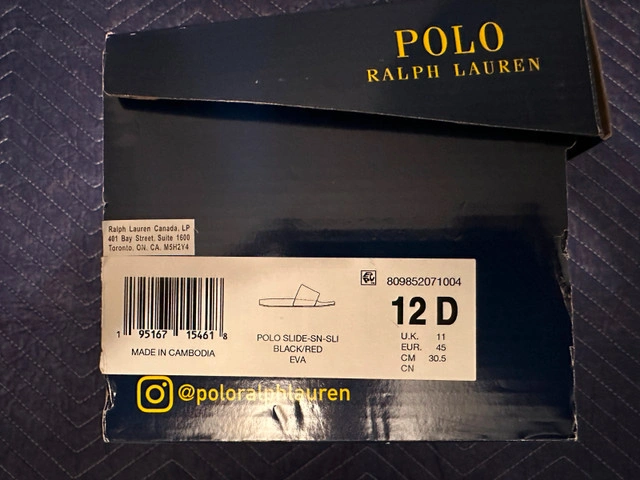 POLO
RALPH LAUREN
Ralph Lauren Canada, LP
401 Bay Street, Suite 1600
Toronto, ON, CA, M5H2Y4
809852071004
12 D
U.K. 11
EUR. 45
CM 30.5
CN
POLO SLIDE-SN-SLI
BLACK/RED
EVA
1 95167 15461 8
MADE IN CAMBODIA
@poloralphlauren